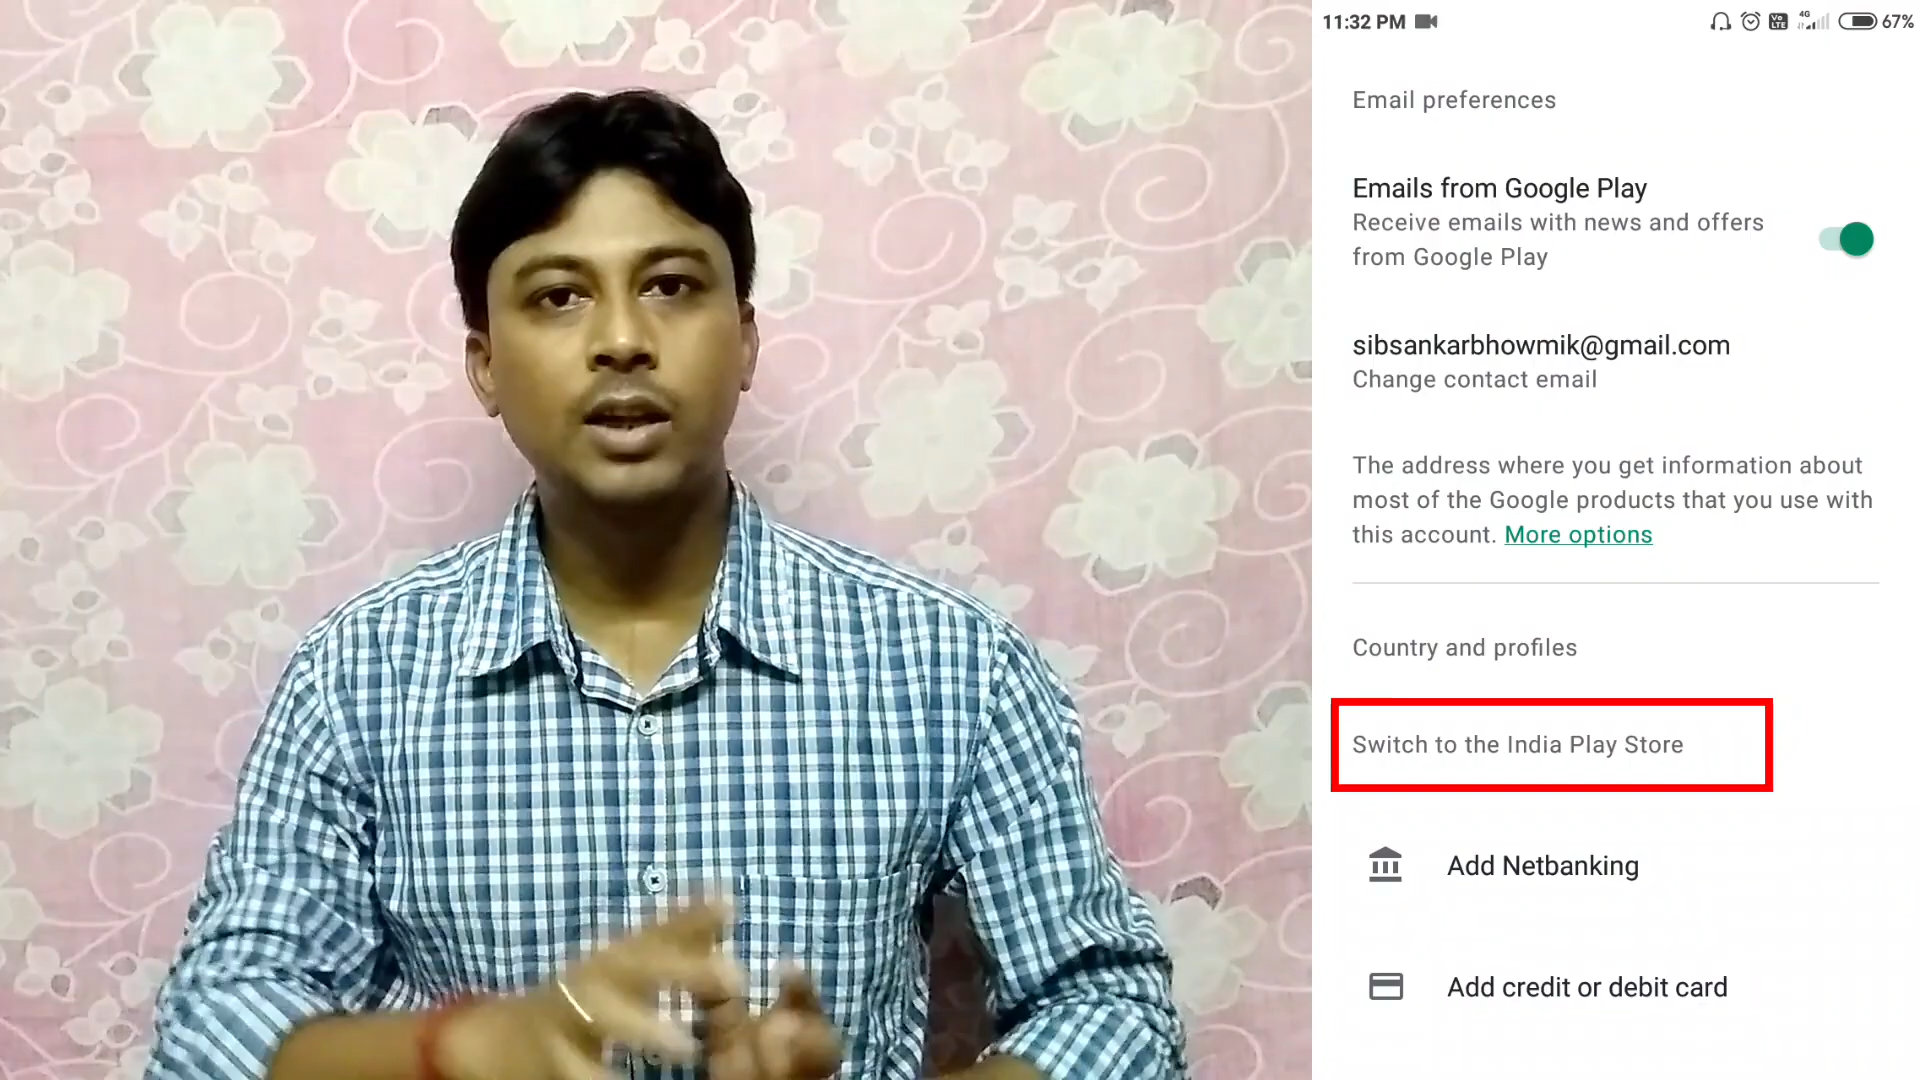 11:32 PM
Vo
LTE
4G
67%
Email preferences
Emails from Google Play
Receive emails with news and offers
from Google Play
sibsankarbhowmik@gmail.com
Change contact email
The address where you get information about
most of the Google products that you use with
this account. More options
Country and profiles
Switch to the India Play Store
Add Netbanking
Add credit or debit card